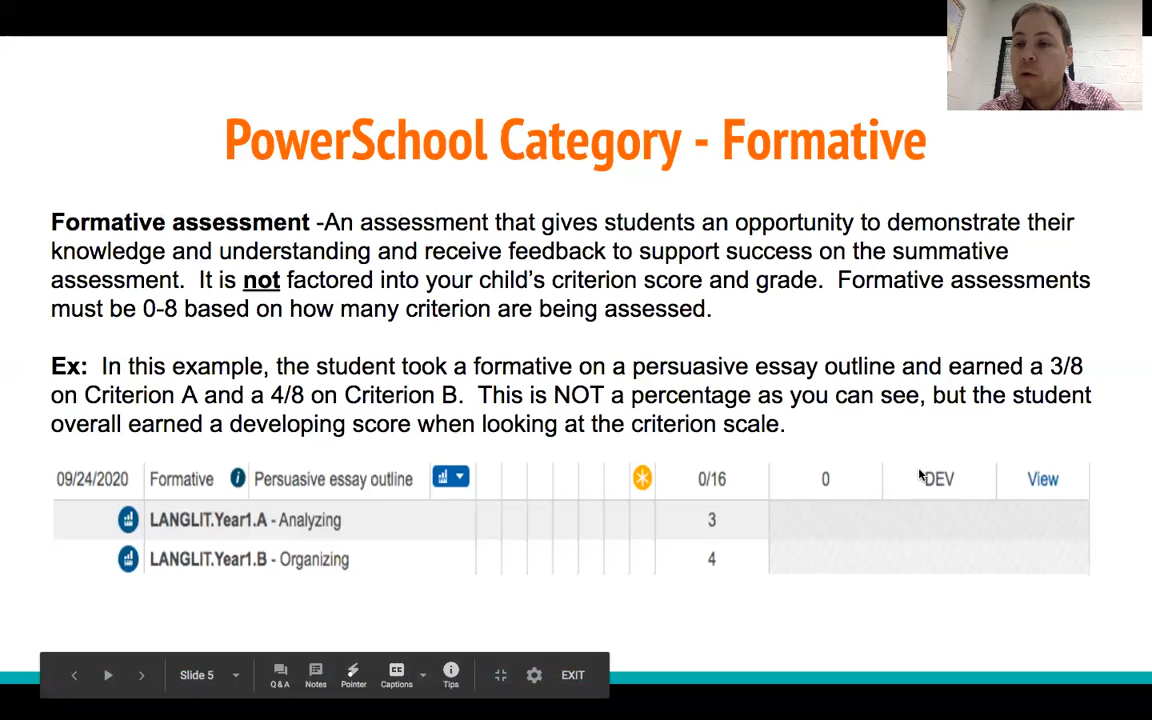 PowerSchool Category - Formative
Formative assessment -An assessment that gives students an opportunity to demonstrate their
knowledge and understanding and receive feedback to support success on the summative
assessment. It is not factored into your child's criterion score and grade. Formative assessments
must be 0-8 based on how many criterion are being assessed.
Ex: In this example, the student took a formative on a persuasive essay outline and earned a 3/8
on Criterion A and a 4/8 on Criterion B. This is NOT a percentage as you can see, but the student
overall earned a developing score when looking at the criterion scale.
09/24/2020 Formative Persuasive essay outline 0/16 0 DEV View
LANGLIT.Year1.A - Analyzing 3
LANGLIT.Year1.B - Organizing 4
Slide 5 Q&A Notes Pointer CC Captions Tips EXIT